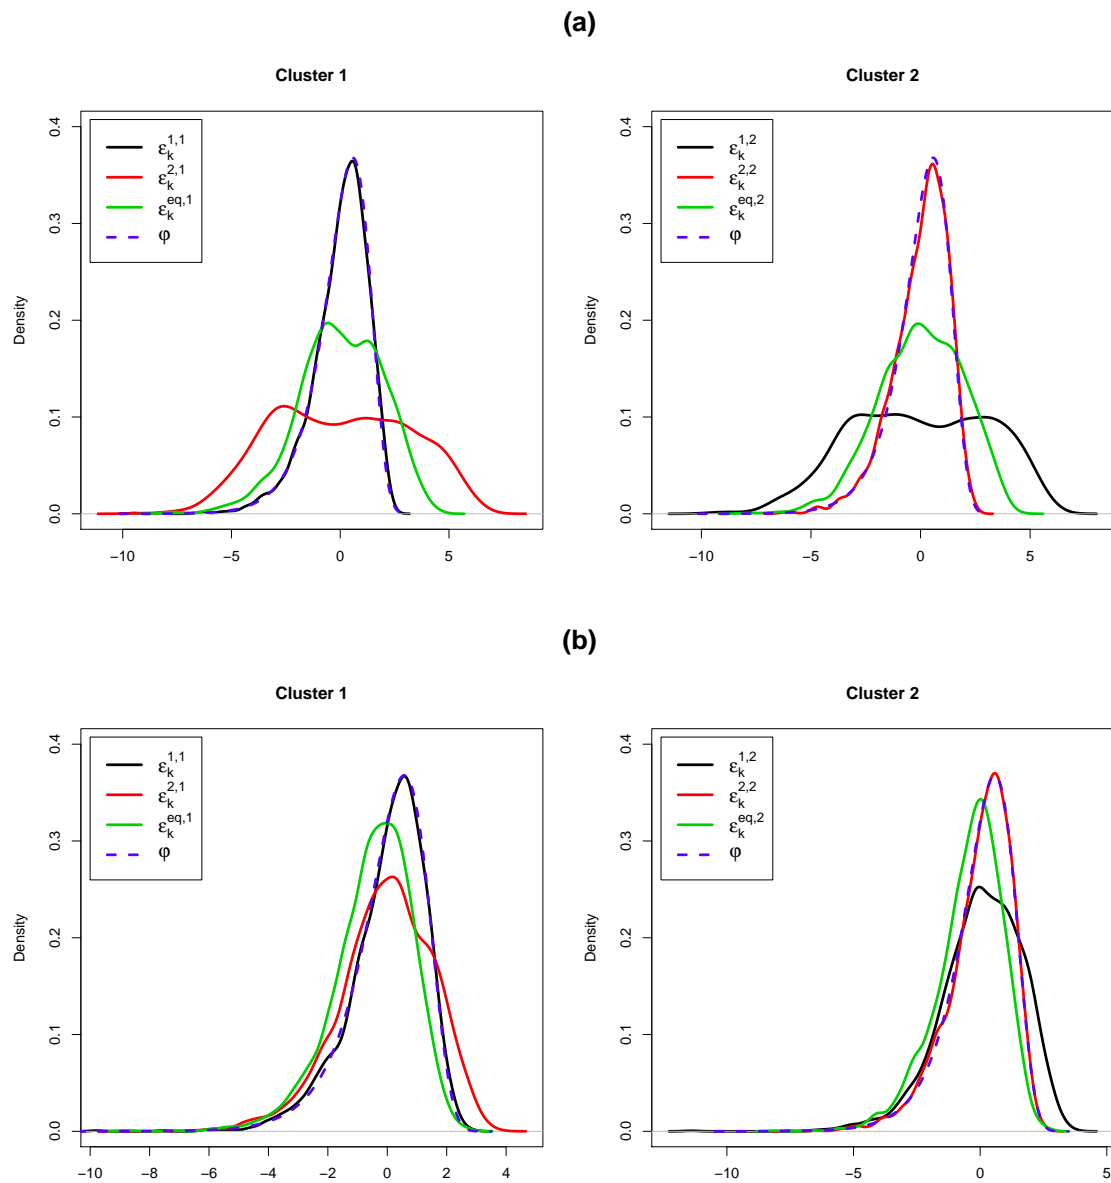 (a)
Cluster 1
Density
0.0 0.1 0.2 0.3 0.4
ε_k^{1,1}
ε_k^{2,1}
ε_k^{eq,1}
φ
−10 −5 0 5
Cluster 2
Density
0.0 0.1 0.2 0.3 0.4
ε_k^{1,2}
ε_k^{2,2}
ε_k^{eq,2}
φ
−10 −5 0 5
(b)
Cluster 1
Density
0.0 0.1 0.2 0.3 0.4
ε_k^{1,1}
ε_k^{2,1}
ε_k^{eq,1}
φ
−10 −8 −6 −4 −2 0 2 4
Cluster 2
Density
0.0 0.1 0.2 0.3 0.4
ε_k^{1,2}
ε_k^{2,2}
ε_k^{eq,2}
φ
−10 −5 0 5